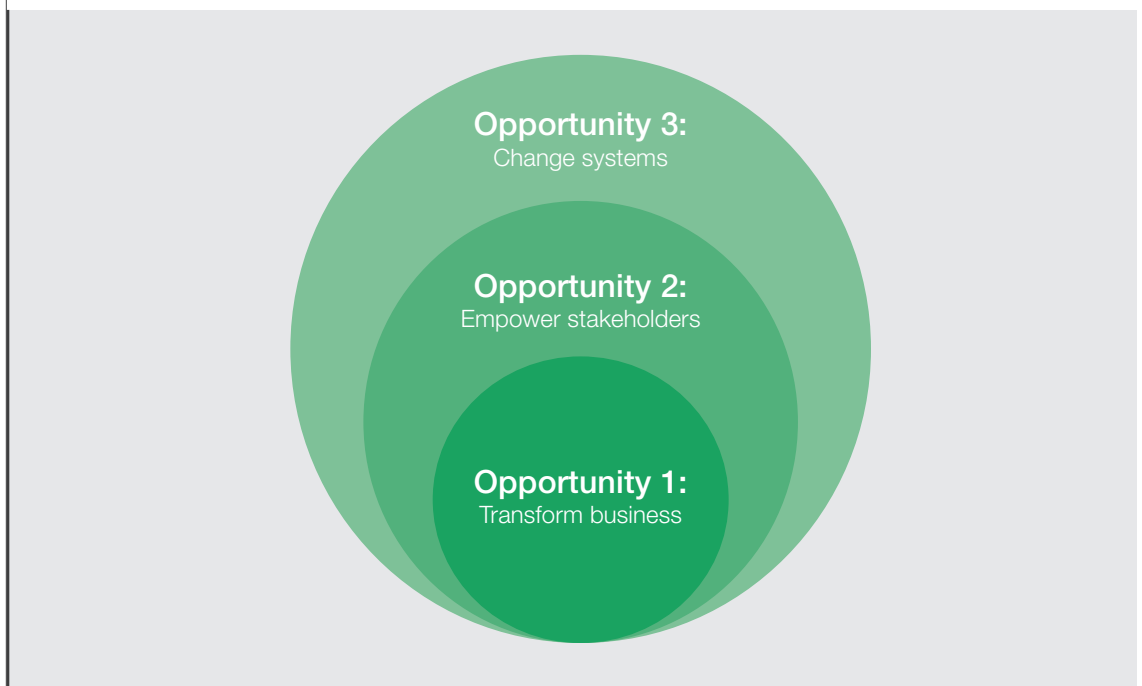 Opportunity 3:
Change systems
Opportunity 2:
Empower stakeholders
Opportunity 1:
Transform business